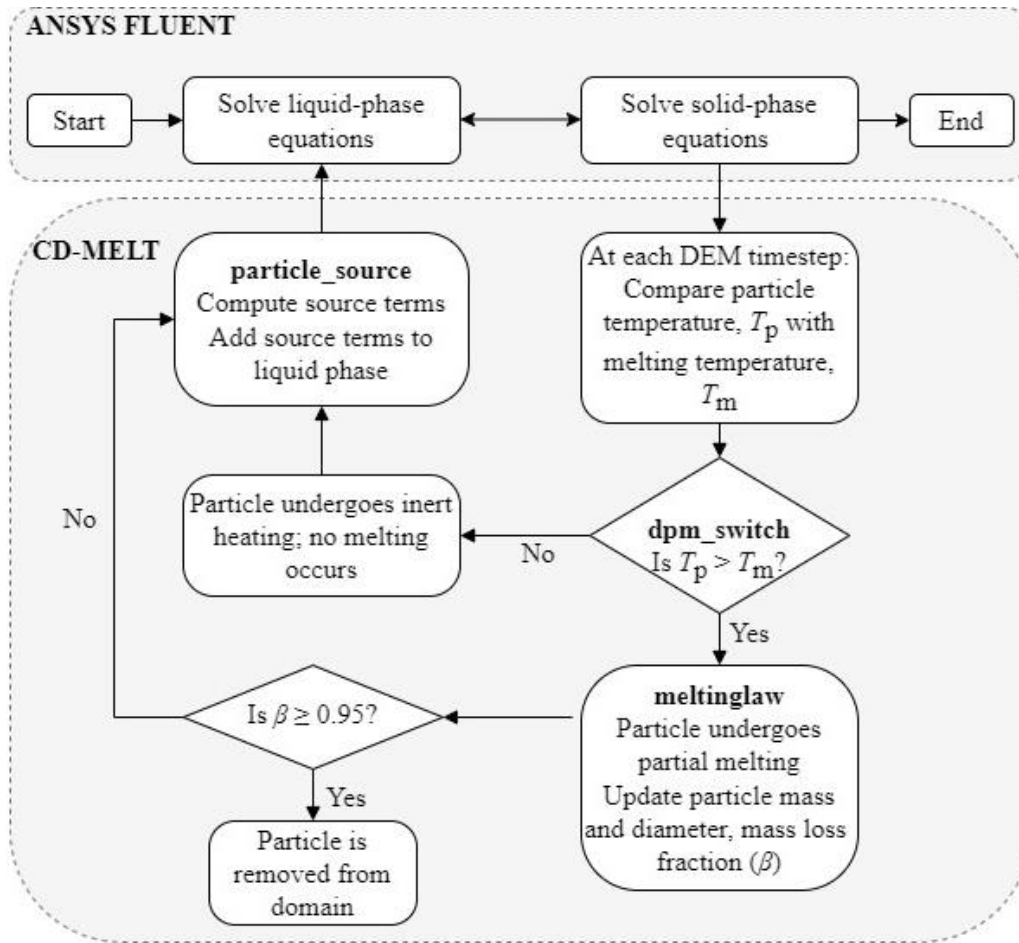 ANSYS FLUENT
Start
Solve liquid-phase
equations
Solve solid-phase
equations
End
CD-MELT
particle_source
Compute source terms
Add source terms to
liquid phase
At each DEM timestep:
Compare particle
temperature, Tp with
melting temperature,
Tm
Particle undergoes inert
heating; no melting
occurs
No
dpm_switch
Is Tp > Tm?
No
Yes
meltinglaw
Particle undergoes
partial melting
Update particle mass
and diameter, mass loss
fraction (β)
Is β ≥ 0.95?
Yes
Particle is
removed from
domain